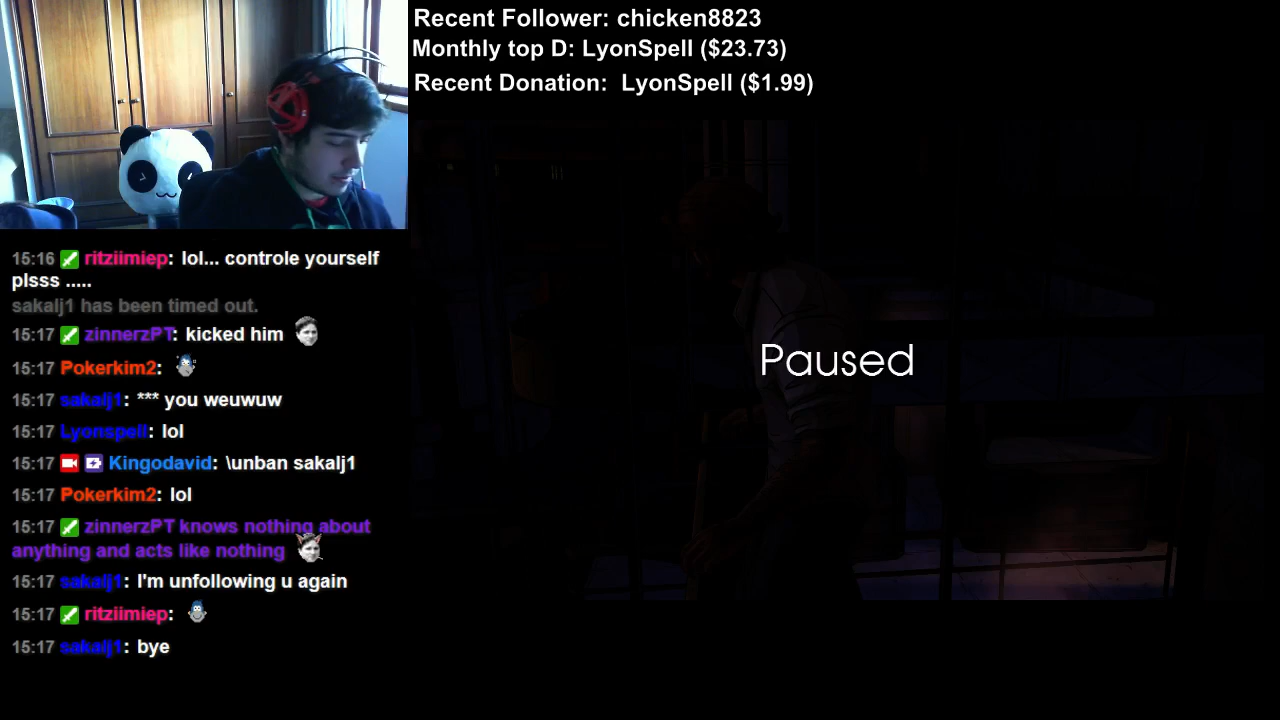 Recent Follower: chicken8823
Monthly top D: LyonSpell ($23.73)
Recent Donation: LyonSpell ($1.99)
15:16 ritziimiep: lol... controle yourself
plsss .....
sakalj1 has been timed out.
15:17 zinnerzPT: kicked him
15:17 Pokerkim2:
15:17 sakalj1: *** you weuwuw
15:17 Lyonspell: lol
15:17 Kingodavid: \unban sakalj1
15:17 Pokerkim2: lol
15:17 zinnerzPT knows nothing about
anything and acts like nothing
15:17 sakalj1: I'm unfollowing u again
15:17 ritziimiep:
15:17 sakalj1: bye
Paused